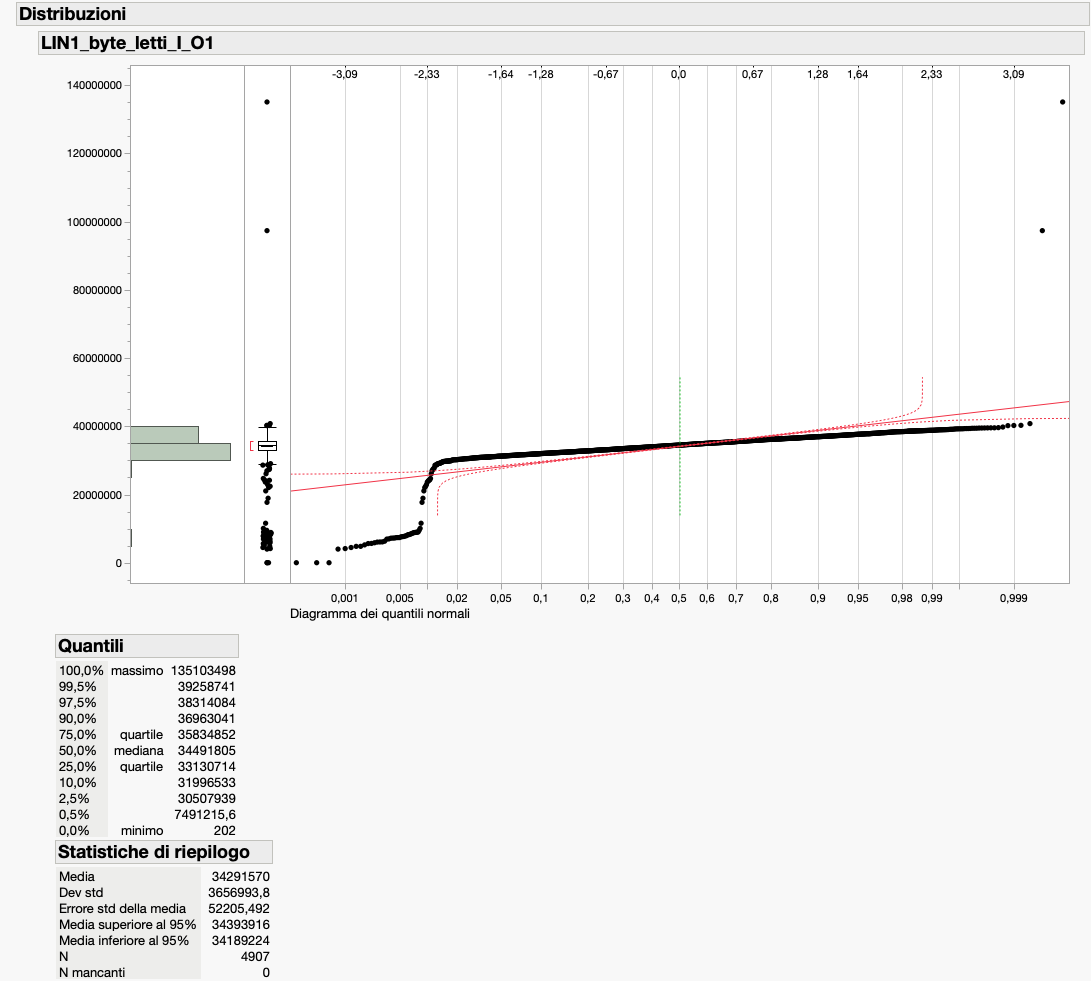 Distribuzioni
LIN1_byte_letti_I_O1
-3,09 -2,33 -1,64 -1,28 -0,67 0,0 0,67 1,28 1,64 2,33 3,09
140000000
120000000
100000000
80000000
60000000
40000000
20000000
0
0,001 0,005 0,02 0,05 0,1 0,2 0,3 0,4 0,5 0,6 0,7 0,8 0,9 0,95 0,98 0,99 0,999
Diagramma dei quantili normali
Quantili
100,0% massimo 135103498
99,5% 39258741
97,5% 38314084
90,0% 36963041
75,0% quartile 35834852
50,0% mediana 34491805
25,0% quartile 33130714
10,0% 31996533
2,5% 30507939
0,5% 7491215,6
0,0% minimo 202
Statistiche di riepilogo
Media 34291570
Dev std 3656993,8
Errore std della media 52205,492
Media superiore al 95% 34393916
Media inferiore al 95% 34189224
N 4907
N mancanti 0